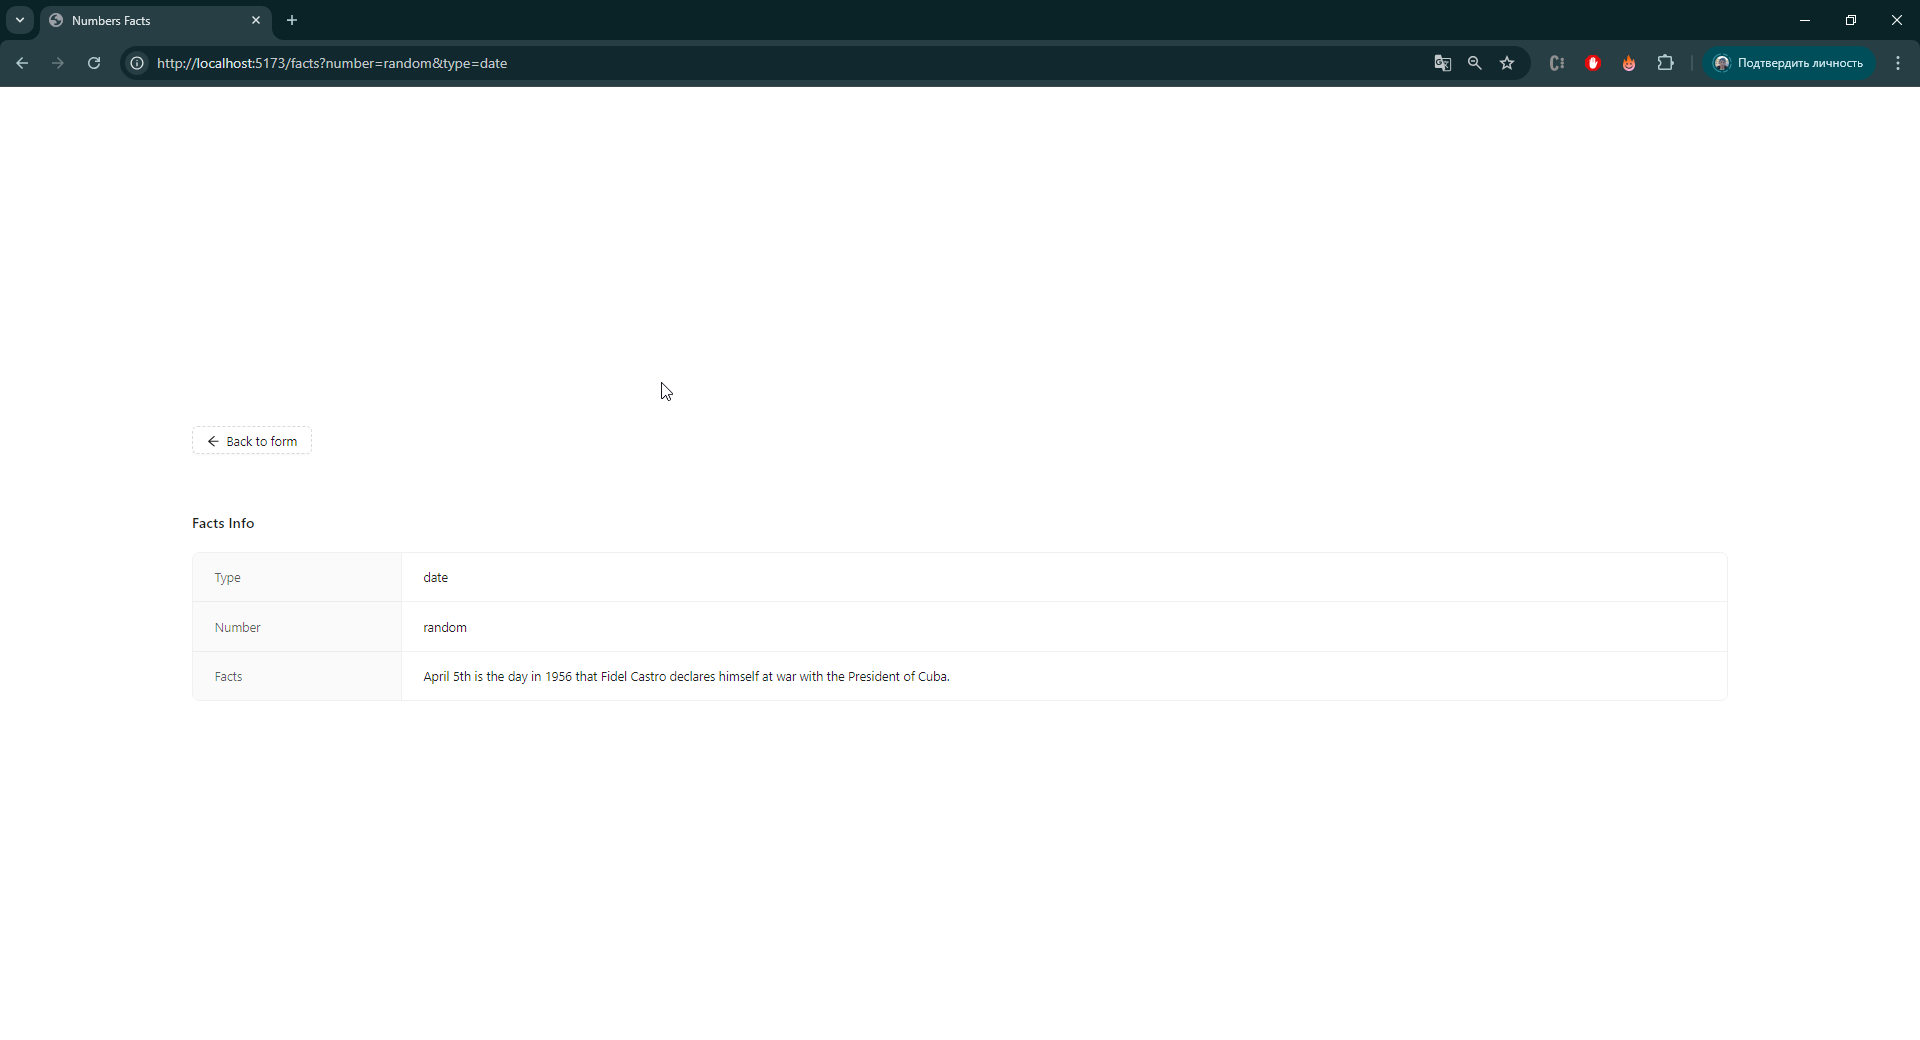 Numbers Facts
http://localhost:5173/facts?number=random&type=date
Подтвердить личность
Back to form
Facts Info
Type date
Number random
Facts April 5th is the day in 1956 that Fidel Castro declares himself at war with the President of Cuba.